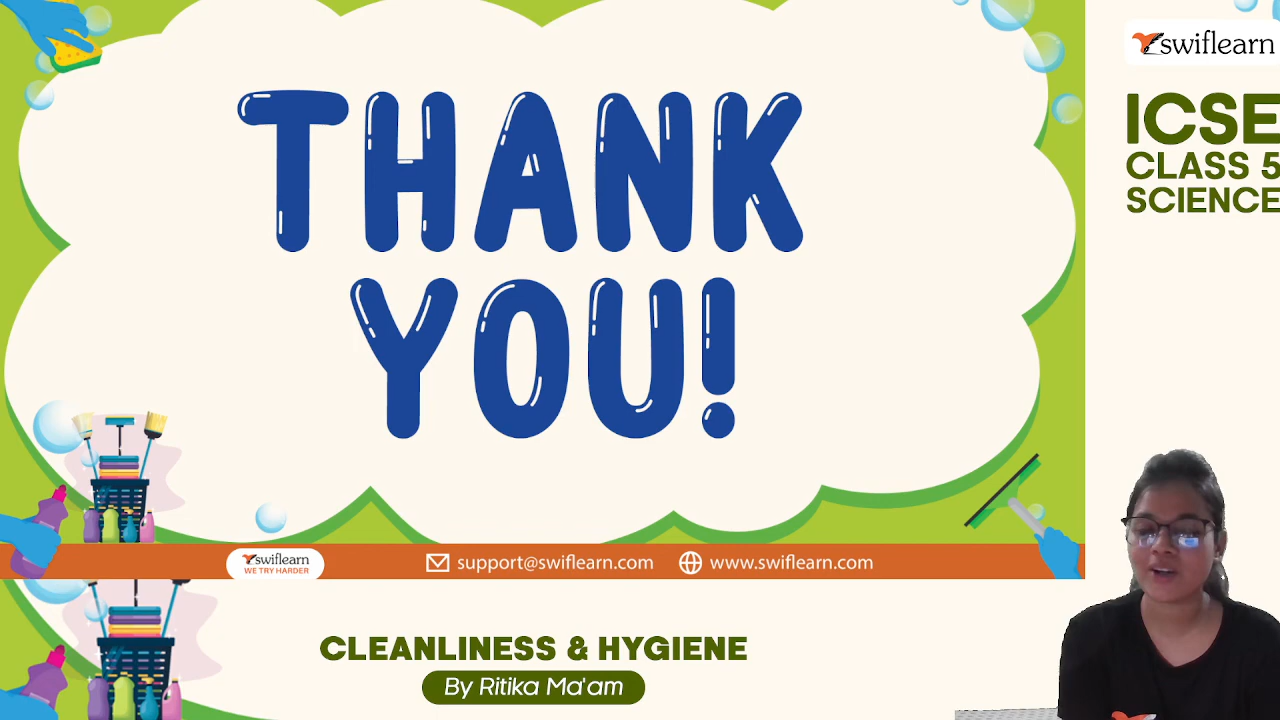 THANK
YOU!
swiflearn
WE TRY HARDER
support@swiflearn.com
www.swiflearn.com
CLEANLINESS & HYGIENE
By Ritika Ma'am
swiflearn
ICSE
CLASS 5
SCIENCE